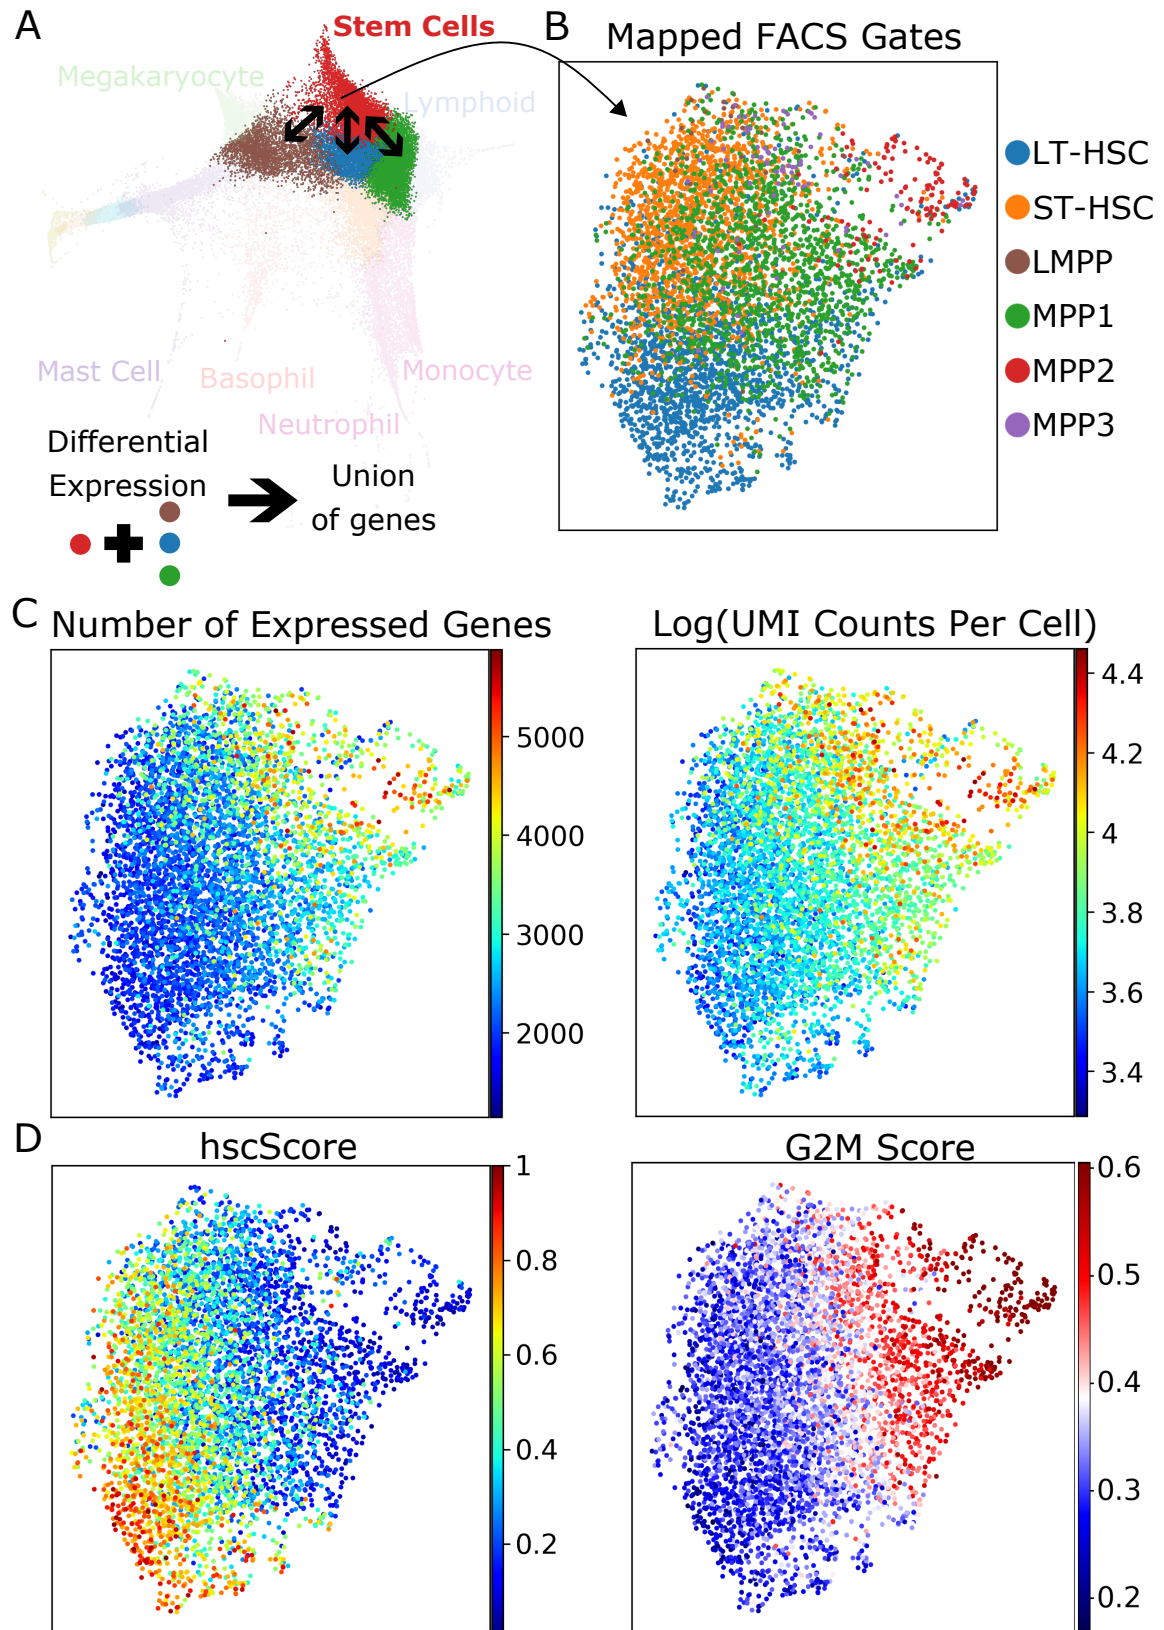 A
Stem Cells
Megakaryocyte
Lymphoid
Mast Cell
Basophil
Monocyte
Neutrophil
Differential
Expression
Union
of genes
B
Mapped FACS Gates
LT-HSC
ST-HSC
LMPP
MPP1
MPP2
MPP3
C
Number of Expressed Genes
5000
4000
3000
2000
Log(UMI Counts Per Cell)
4.4
4.2
4
3.8
3.6
3.4
D
hscScore
1
0.8
0.6
0.4
0.2
G2M Score
0.6
0.5
0.4
0.3
0.2